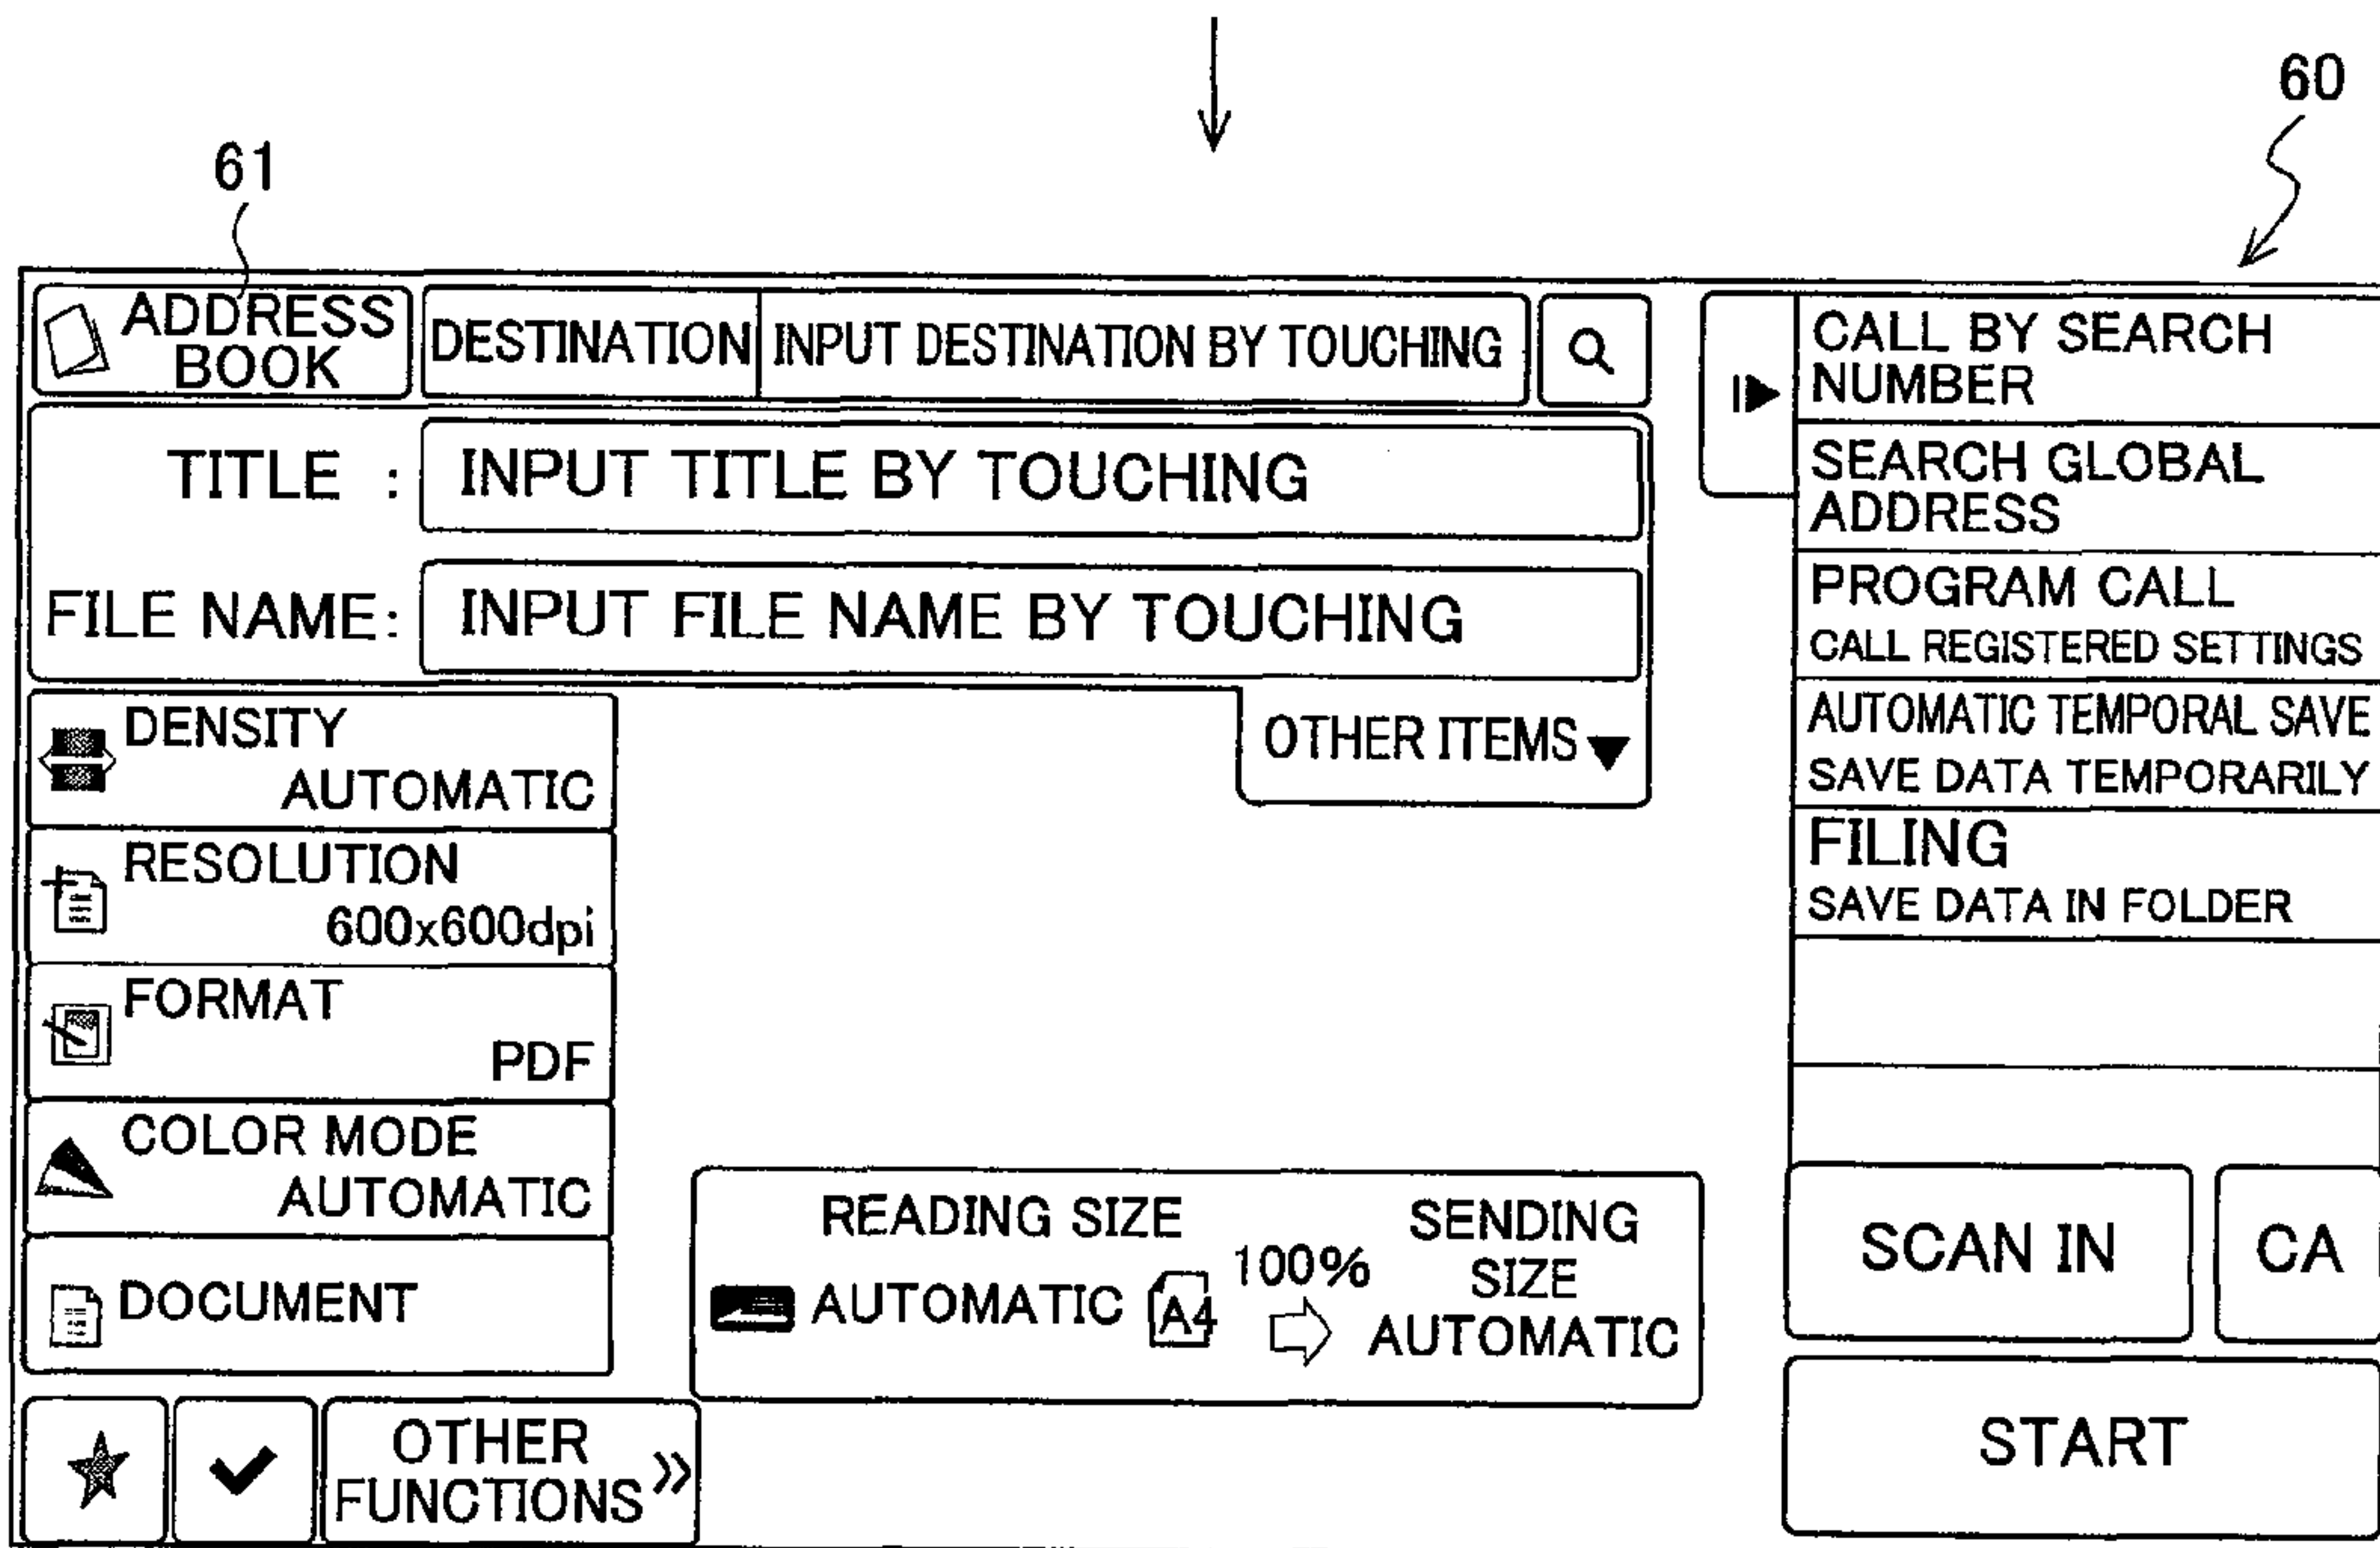 60
61
ADDRESS
BOOK
DESTINATION
INPUT DESTINATION BY TOUCHING
TITLE :
INPUT TITLE BY TOUCHING
FILE NAME:
INPUT FILE NAME BY TOUCHING
OTHER ITEMS
DENSITY
AUTOMATIC
RESOLUTION
600x600dpi
FORMAT
PDF
COLOR MODE
AUTOMATIC
DOCUMENT
OTHER
FUNCTIONS »
READING SIZE
AUTOMATIC
A4
100%
SENDING
SIZE
AUTOMATIC
CALL BY SEARCH
NUMBER
SEARCH GLOBAL
ADDRESS
PROGRAM CALL
CALL REGISTERED SETTINGS
AUTOMATIC TEMPORAL SAVE
SAVE DATA TEMPORARILY
FILING
SAVE DATA IN FOLDER
SCAN IN
CA
START